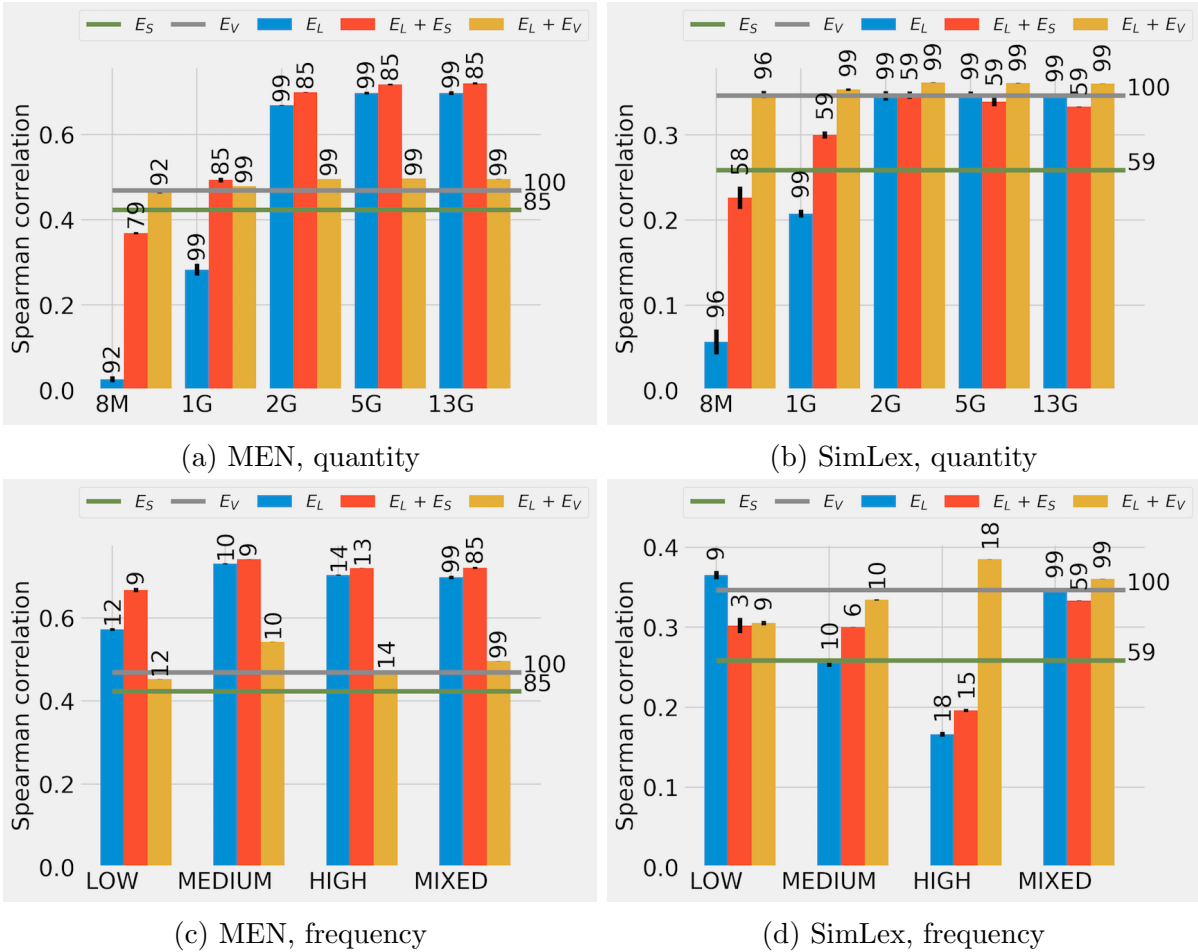 E_S E_V E_L E_L + E_S E_L + E_V
Spearman correlation
0.6
0.4
0.2
0.0
92 79 92
99 85 99
99 85 99
99 85 99
99 85 99
100
85
8M 1G 2G 5G 13G
(a) MEN, quantity
E_S E_V E_L E_L + E_S E_L + E_V
Spearman correlation
0.3
0.2
0.1
0.0
96 58 96
99 59 99
99 59 99
99 59 99
99 59 99
100
59
8M 1G 2G 5G 13G
(b) SimLex, quantity
E_S E_V E_L E_L + E_S E_L + E_V
Spearman correlation
0.6
0.4
0.2
0.0
12 9 12
10 9 10
14 13 14
99 85 99
100
85
LOW MEDIUM HIGH MIXED
(c) MEN, frequency
E_S E_V E_L E_L + E_S E_L + E_V
Spearman correlation
0.4
0.3
0.2
0.1
0.0
9 3 9
10 6 10
18 15 18
99 59 99
100
59
LOW MEDIUM HIGH MIXED
(d) SimLex, frequency